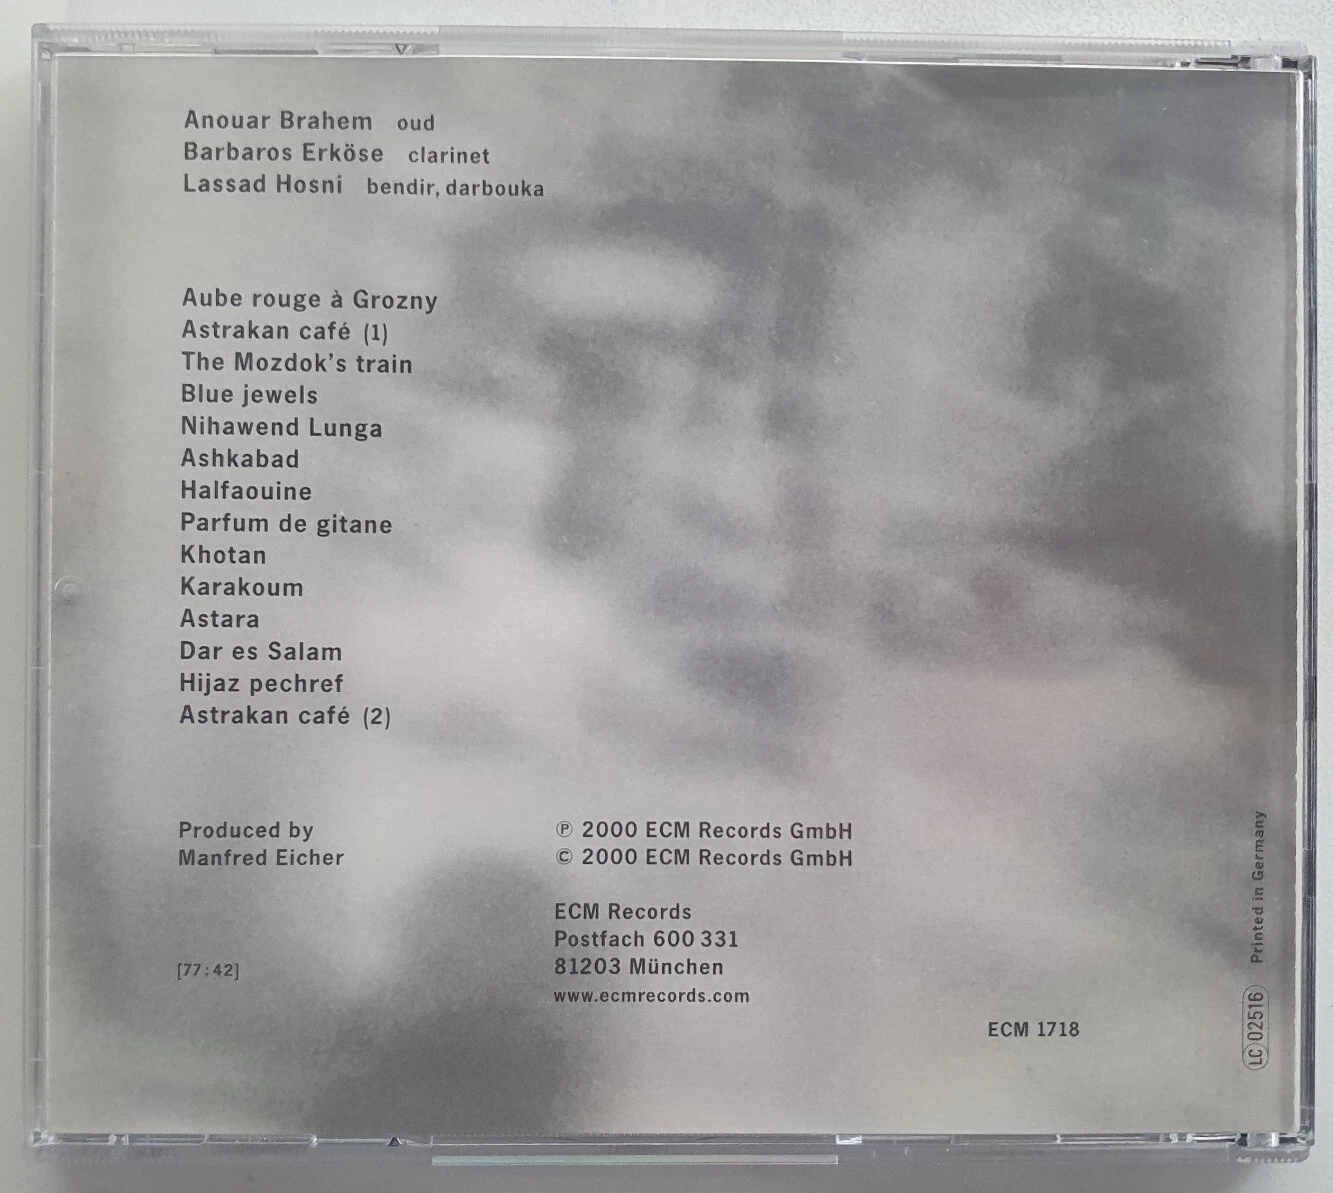 Anouar Brahem oud
Barbaros Erköse clarinet
Lassad Hosni bendir, darbouka
Aube rouge à Grozny
Astrakan café (1)
The Mozdok's train
Blue jewels
Nihawend Lunga
Ashkabad
Halfaouine
Parfum de gitane
Khotan
Karakoum
Astara
Dar es Salam
Hijaz pechref
Astrakan café (2)
Produced by
Manfred Eicher
[77:42]
℗ 2000 ECM Records GmbH
© 2000 ECM Records GmbH
ECM Records
Postfach 600 331
81203 München
www.ecmrecords.com
ECM 1718
LC 02516 Printed in Germany